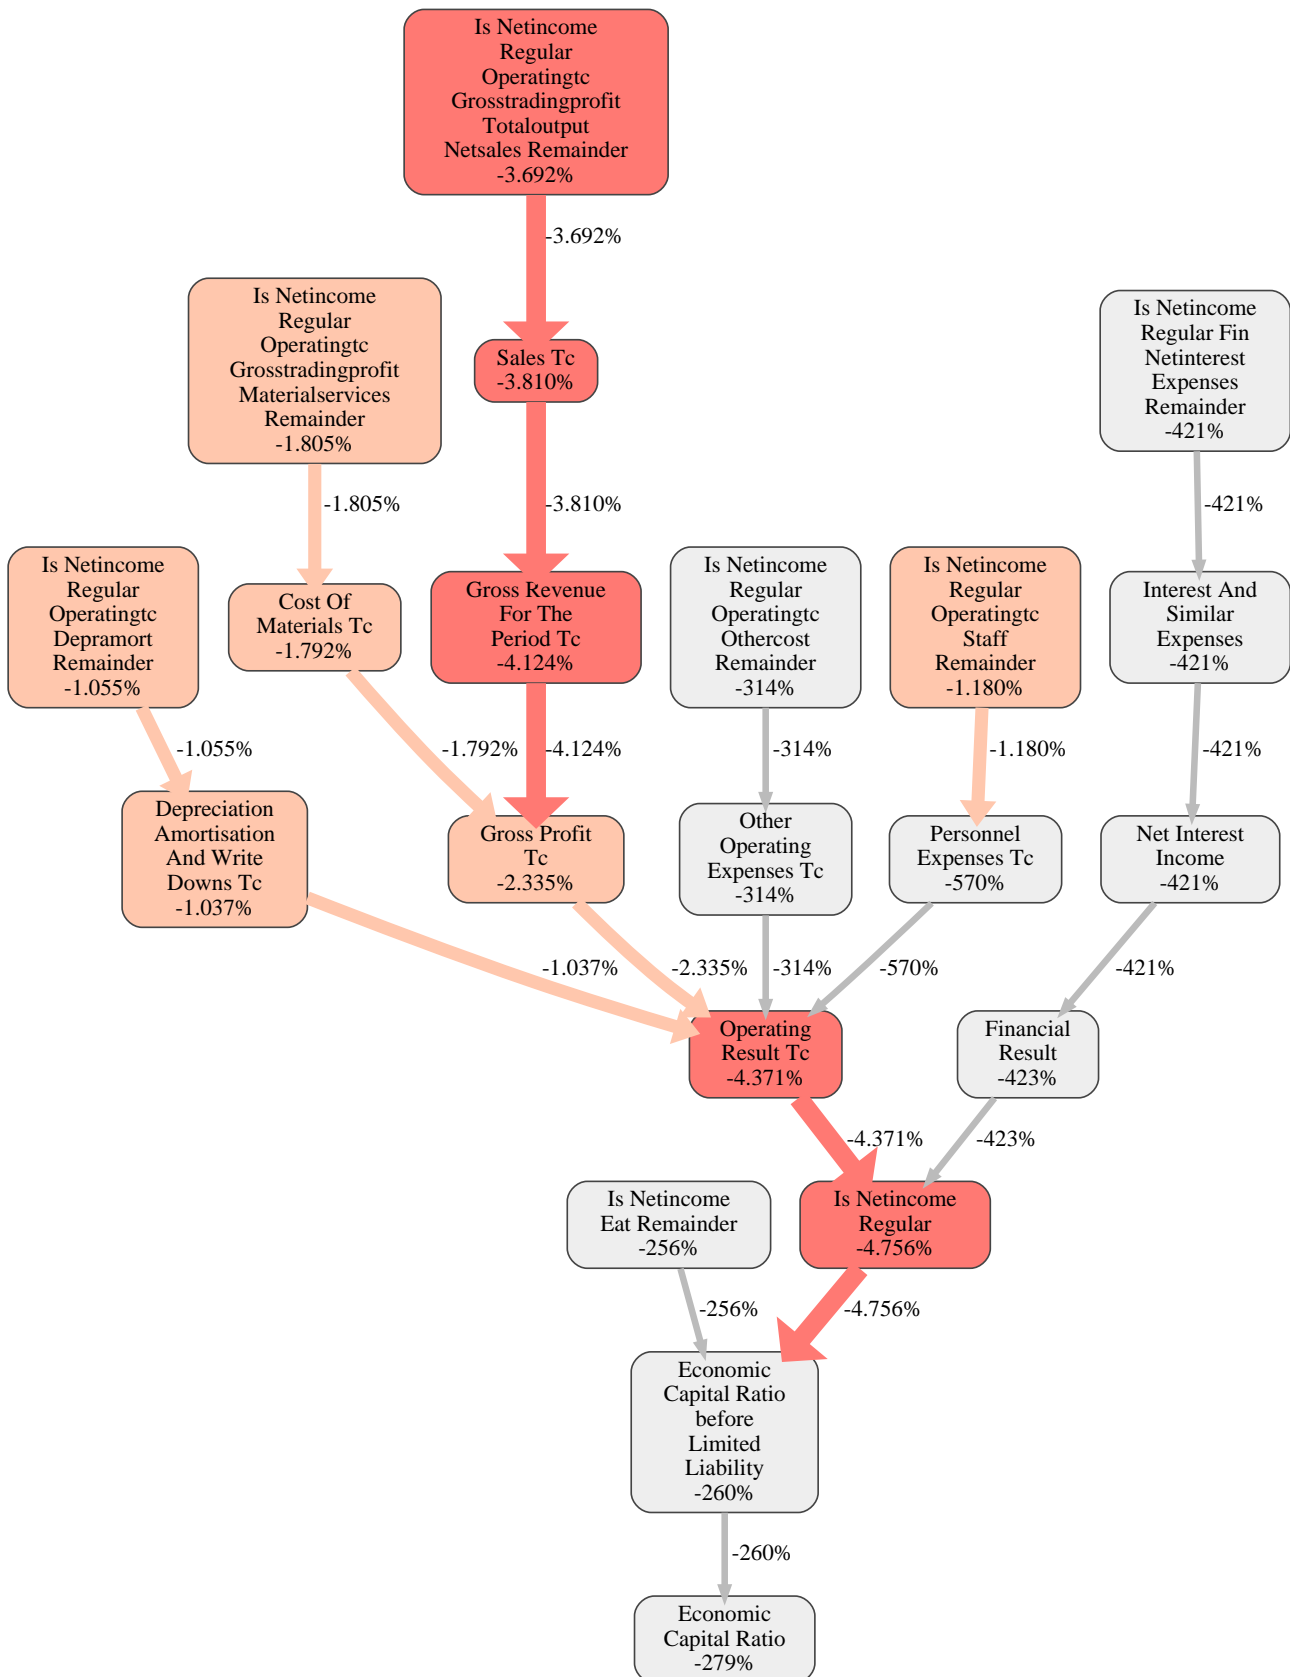 Is Netincome
Regular
Operatingtc
Grosstradingprofit
Totaloutput
Netsales Remainder
-3.692%
-3.692%
Is Netincome
Regular
Operatingtc
Grosstradingprofit
Materialservices
Remainder
-1.805%
Sales Tc
-3.810%
Is Netincome
Regular Fin
Netinterest
Expenses
Remainder
-421%
-1.805%
-3.810%
-421%
Is Netincome
Regular
Operatingtc
Depramort
Remainder
-1.055%
Cost Of
Materials Tc
-1.792%
Gross Revenue
For The
Period Tc
-4.124%
Is Netincome
Regular
Operatingtc
Othercost
Remainder
-314%
Is Netincome
Regular
Operatingtc
Staff
Remainder
-1.180%
Interest And
Similar
Expenses
-421%
-1.055%
-1.792%
-4.124%
-314%
-1.180%
-421%
Depreciation
Amortisation
And Write
Downs Tc
-1.037%
Gross Profit
Tc
-2.335%
Other
Operating
Expenses Tc
-314%
Personnel
Expenses Tc
-570%
Net Interest
Income
-421%
-1.037%
-2.335%
-314%
-570%
-421%
Operating
Result Tc
-4.371%
Financial
Result
-423%
-4.371%
-423%
Is Netincome
Eat Remainder
-256%
Is Netincome
Regular
-4.756%
-256%
-4.756%
Economic
Capital Ratio
before
Limited
Liability
-260%
-260%
Economic
Capital Ratio
-279%